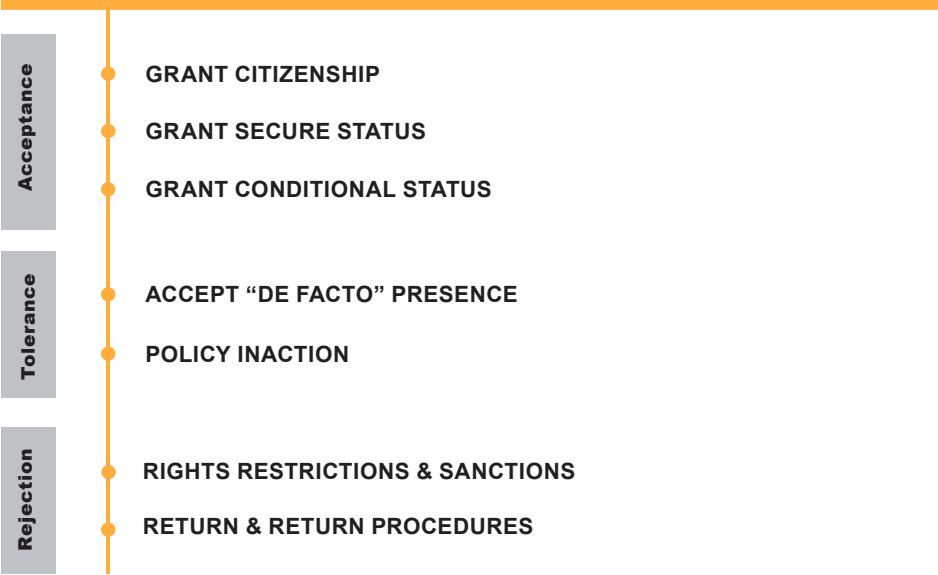 Acceptance
GRANT CITIZENSHIP
GRANT SECURE STATUS
GRANT CONDITIONAL STATUS
Tolerance
ACCEPT “DE FACTO” PRESENCE
POLICY INACTION
Rejection
RIGHTS RESTRICTIONS & SANCTIONS
RETURN & RETURN PROCEDURES